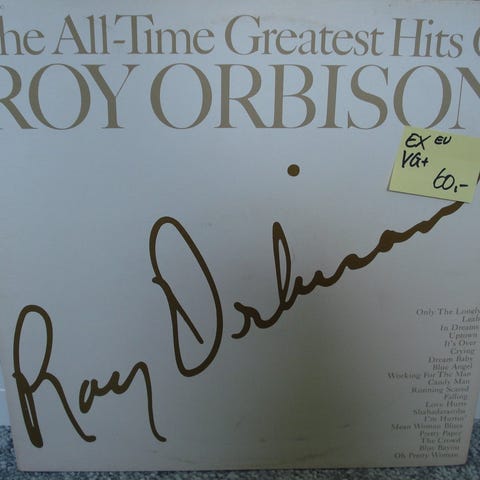 he All-Time Greatest Hits O
ROY ORBISON
EX EU
VG+
60,-
Roy Orbison
Only The Lonely
Leah
In Dreams
Uptown
It's Over
Crying
Dream Baby
Blue Angel
Working For The Man
Candy Man
Running Scared
Falling
Love Hurts
Shahadaroba
I'm Hurtin'
Mean Woman Blues
Pretty Paper
The Crowd
Blue Bayou
Oh Pretty Woman